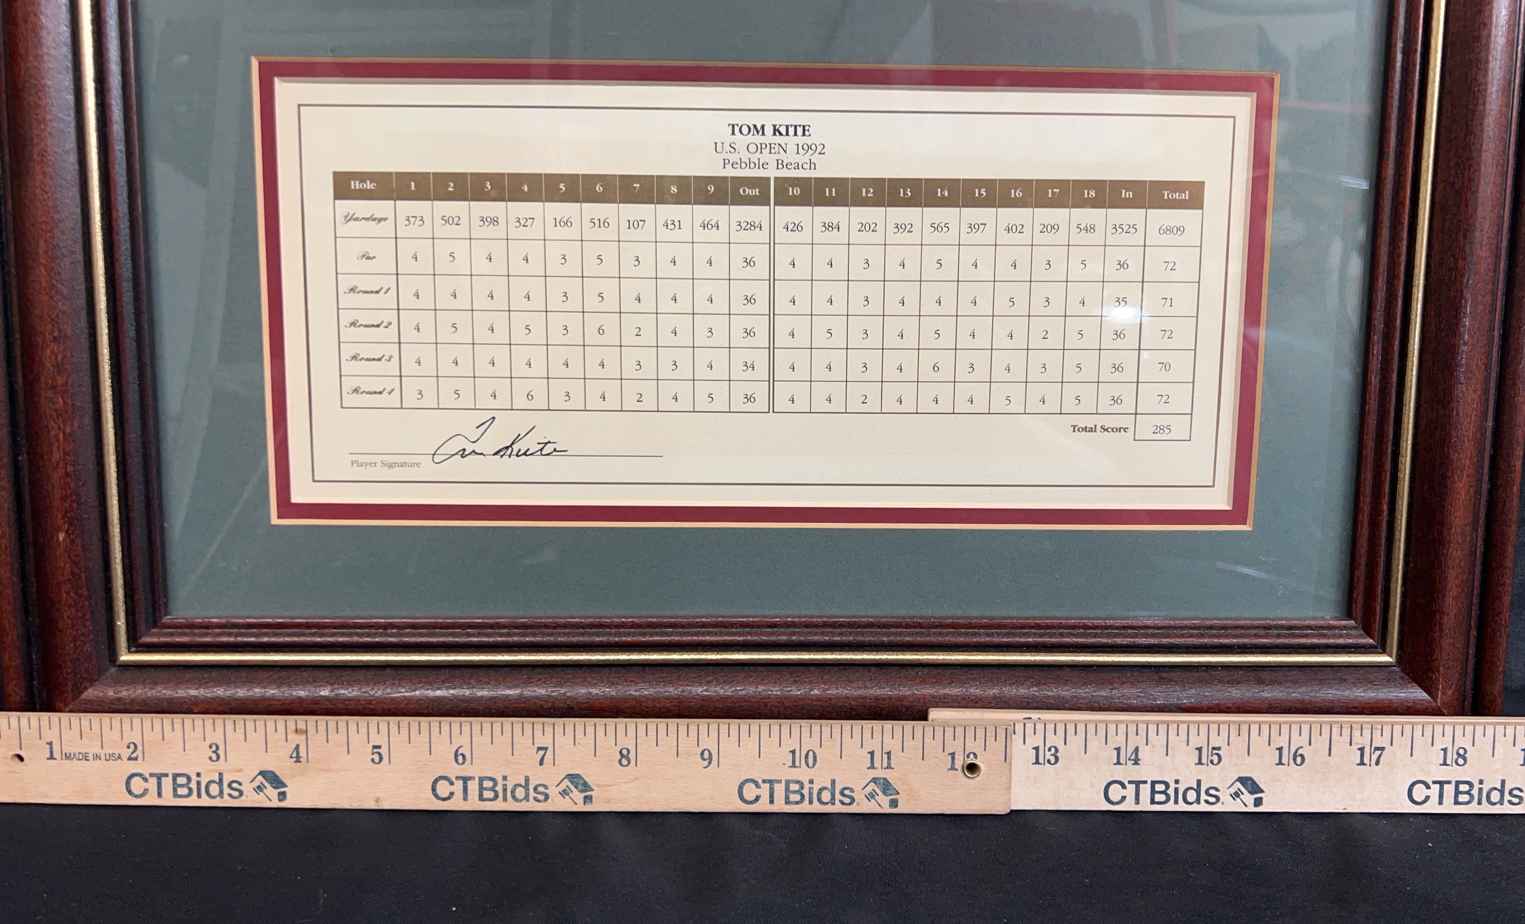 TOM KITE
U.S. OPEN 1992
Pebble Beach
Hole 1 2 3 4 5 6 7 8 9 Out 10 11 12 13 14 15 16 17 18 In Total
Yardage 373 502 398 327 166 516 107 431 464 3284 426 384 202 392 565 397 402 209 548 3525 6809
Par 4 5 4 4 3 5 3 4 4 36 4 4 3 4 5 4 4 3 5 36 72
Round 1 4 4 4 4 3 5 4 4 4 36 4 4 3 4 4 4 5 3 4 35 71
Round 2 4 5 4 5 3 6 2 4 3 36 4 5 3 4 5 4 4 2 5 36 72
Round 3 4 4 4 4 4 4 3 3 4 34 4 4 3 4 6 3 4 3 5 36 70
Round 4 3 5 4 6 3 4 2 4 5 36 4 4 2 4 4 4 5 4 5 36 72
Total Score 285
Tom Kite
Player Signature
1 MADE IN USA 2 3 4 5 6 7 8 9 10 11 12 13 14 15 16 17 18
CTBids CTBids CTBids CTBids. CTBids